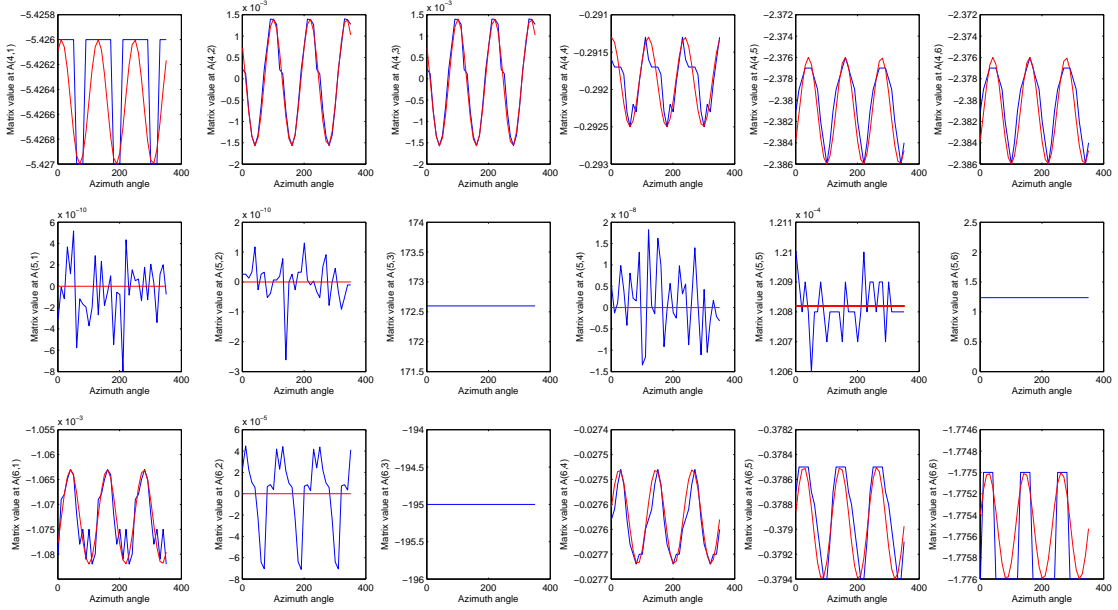 Matrix value at A(4,1)
−5.4258
−5.426
−5.4262
−5.4264
−5.4266
−5.4268
−5.427
0 200 400
Azimuth angle
Matrix value at A(4,2)
x 10−3
1.5
1
0.5
0
−0.5
−1
−1.5
−2
0 200 400
Azimuth angle
Matrix value at A(4,3)
x 10−3
1.5
1
0.5
0
−0.5
−1
−1.5
−2
0 200 400
Azimuth angle
Matrix value at A(4,4)
−0.291
−0.2915
−0.292
−0.2925
−0.293
0 200 400
Azimuth angle
Matrix value at A(4,5)
−2.372
−2.374
−2.376
−2.378
−2.38
−2.382
−2.384
−2.386
0 200 400
Azimuth angle
Matrix value at A(4,6)
−2.372
−2.374
−2.376
−2.378
−2.38
−2.382
−2.384
−2.386
0 200 400
Azimuth angle
Matrix value at A(5,1)
x 10−10
6
4
2
0
−2
−4
−6
−8
0 200 400
Azimuth angle
Matrix value at A(5,2)
x 10−10
2
1
0
−1
−2
−3
0 200 400
Azimuth angle
Matrix value at A(5,3)
174
173.5
173
172.5
172
171.5
0 200 400
Azimuth angle
Matrix value at A(5,4)
x 10−8
2
1.5
1
0.5
0
−0.5
−1
−1.5
0 200 400
Azimuth angle
Matrix value at A(5,5)
x 10−4
1.211
1.21
1.209
1.208
1.207
1.206
0 200 400
Azimuth angle
Matrix value at A(5,6)
2.5
2
1.5
1
0.5
0
0 200 400
Azimuth angle
Matrix value at A(6,1)
x 10−3
−1.055
−1.06
−1.065
−1.07
−1.075
−1.08
0 200 400
Azimuth angle
Matrix value at A(6,2)
x 10−5
6
4
2
0
−2
−4
−6
−8
0 200 400
Azimuth angle
Matrix value at A(6,3)
−194
−194.5
−195
−195.5
−196
0 200 400
Azimuth angle
Matrix value at A(6,4)
−0.0274
−0.0275
−0.0276
−0.0276
−0.0277
−0.0277
0 200 400
Azimuth angle
Matrix value at A(6,5)
−0.3782
−0.3784
−0.3786
−0.3788
−0.379
−0.3792
−0.3794
0 200 400
Azimuth angle
Matrix value at A(6,6)
−1.7746
−1.7748
−1.775
−1.7752
−1.7754
−1.7756
−1.7758
−1.776
0 200 400
Azimuth angle